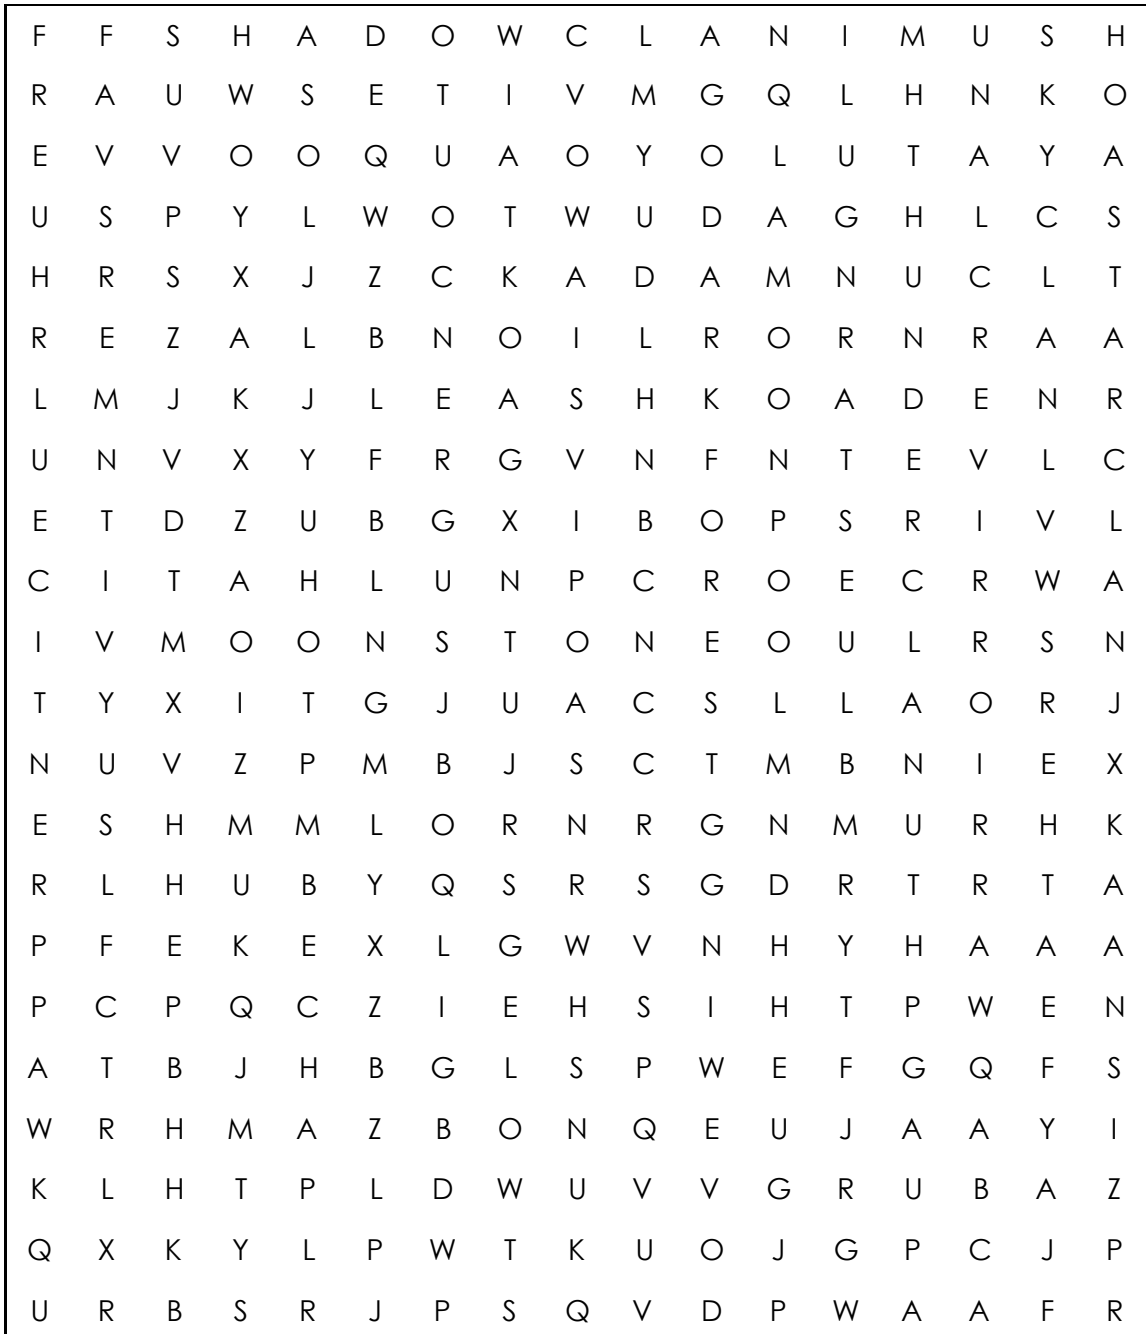 F F S H A D O W C L A N I M U S H
R A U W S E T I V M G Q L H N K O
E V V O O Q U A O Y O L U T A Y A
U S P Y L W O T W U D A G H L C S
H R S X J Z C K A D A M N U C L T
R E Z A L B N O I L R O R N R A A
L M J K J L E A S H K O A D E N R
U N V X Y F R G V N F N T E V L C
E T D Z U B G X I B O P S R I V L
C I T A H L U N P C R O E C R W A
I V M O O N S T O N E O U L R S N
T Y X I T G J U A C S L L A O R J
N U V Z P M B J S C T M B N I E X
E S H M M L O R N R G N M U R H K
R L H U B Y Q S R S G D R T R T A
P F E K E X L G W V N H Y H A A A
P C P Q C Z I E H S I H T P W E N
A T B J H B G L S P W E F G Q F S
W R H M A Z B O N Q E U J A A Y I
K L H T P L D W U V V G R U B A Z
Q X K Y L P W T K U O J G P C J P
U R B S R J P S Q V D P W A A F R